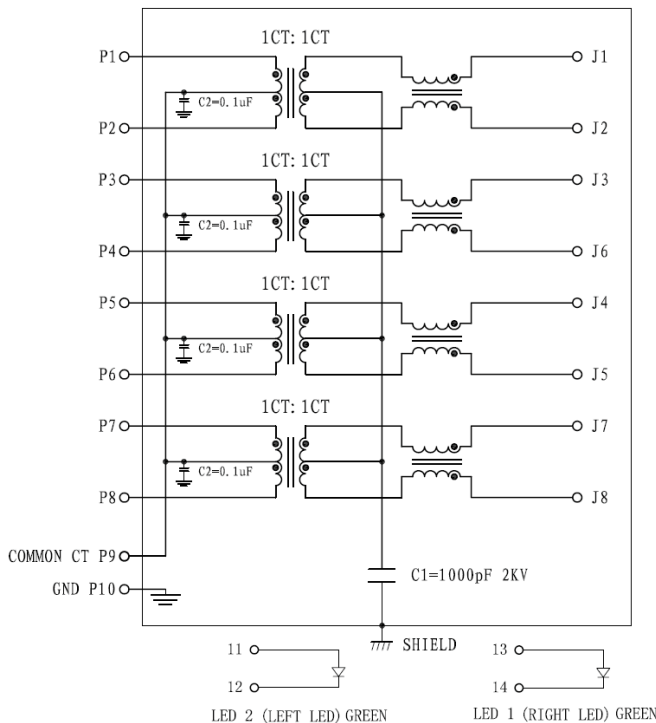 1CT: 1CT
P1
J1
C2=0.1uF
P2
J2
1CT: 1CT
P3
J3
C2=0.1uF
P4
J6
1CT: 1CT
P5
J4
C2=0.1uF
P6
J5
1CT: 1CT
P7
J7
C2=0.1uF
P8
J8
COMMON CT P9
C1=1000pF 2KV
GND P10
SHIELD
11
13
12
14
LED 2 (LEFT LED) GREEN
LED 1 (RIGHT LED) GREEN